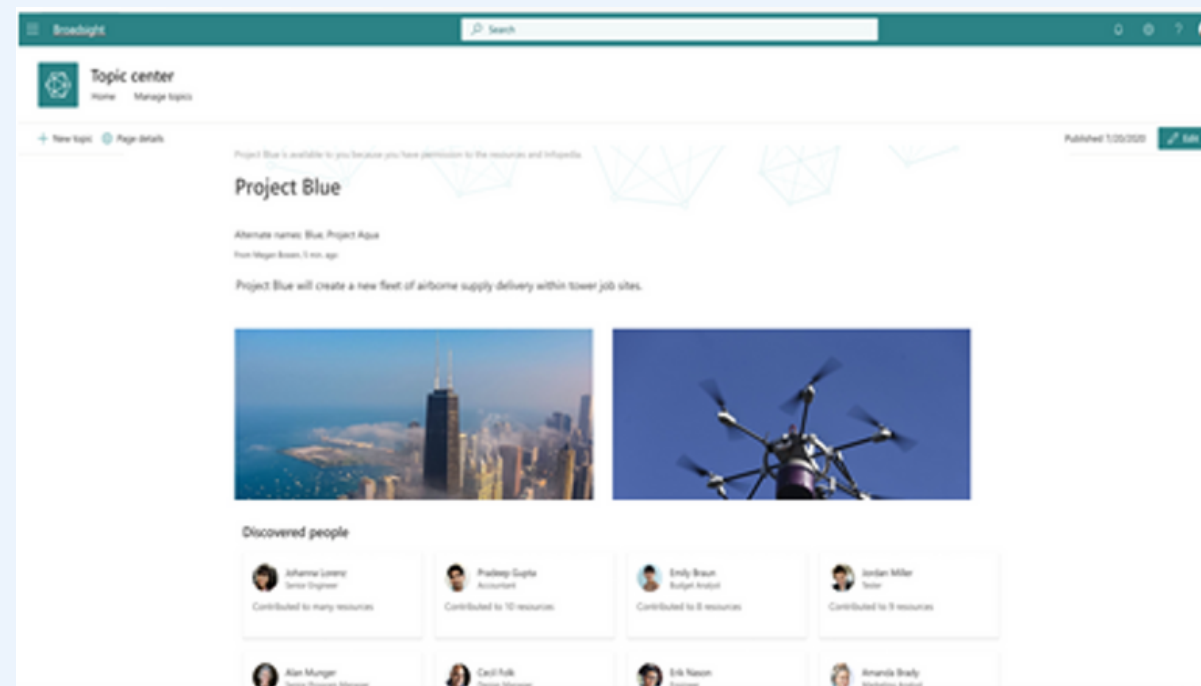 Broadsight
Search
Topic center
Home Manage topics
New topic Page details
Published 7/20/2020 Edit
Project Blue is available to you because you have permission to the resources and Infopedia.
Project Blue
Alternate names: Blue, Project Aqua
From Megan Bowen, 5 min. ago
Project Blue will create a new fleet of airborne supply delivery within tower job sites.
Discovered people
Johanna Lorenz Pradeep Gupta Emily Braun Jordan Miller
Senior Engineer Accountant Budget Analyst Tester
Contributed to many resources Contributed to 10 resources Contributed to 8 resources Contributed to 9 resources
Alan Munger Cecil Folk Erik Nason Amanda Brady